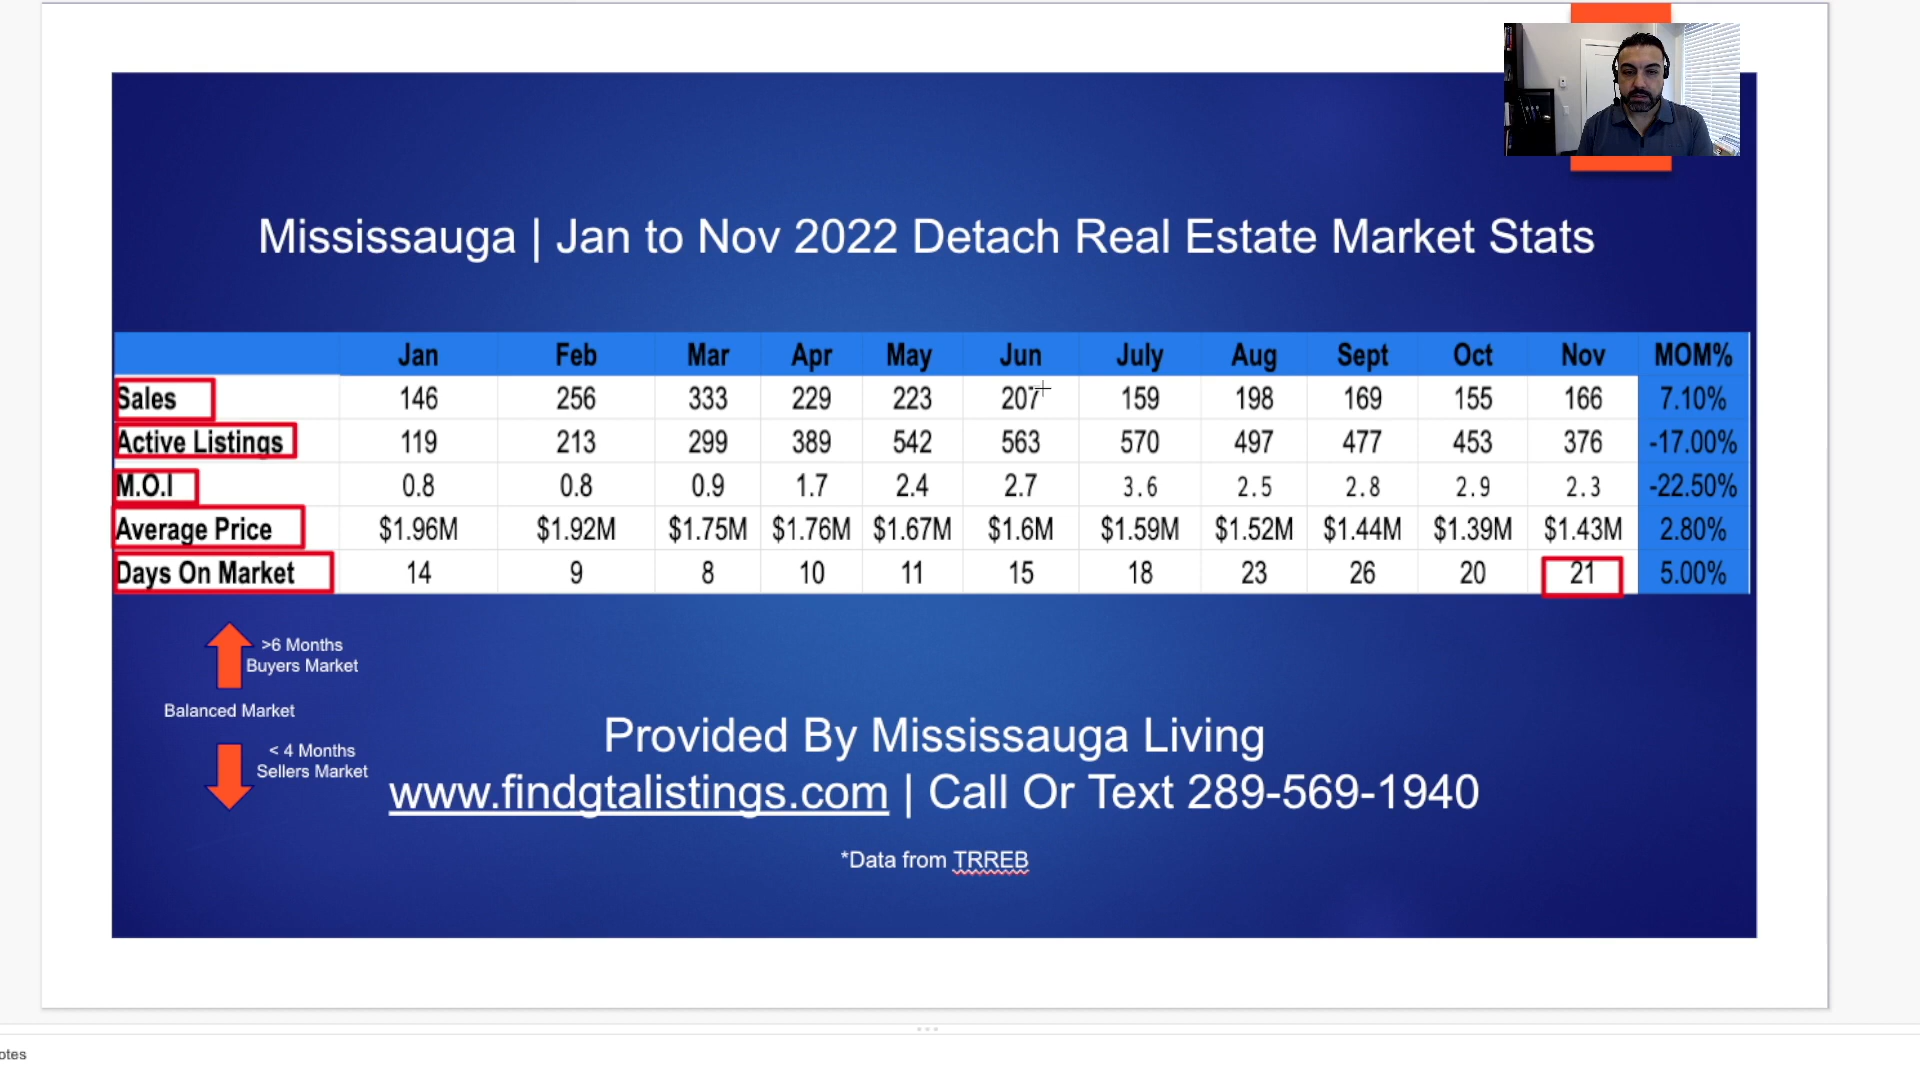 Mississauga | Jan to Nov 2022 Detach Real Estate Market Stats
Jan Feb Mar Apr May Jun July Aug Sept Oct Nov MOM%
Sales 146 256 333 229 223 207 159 198 169 155 166 7.10%
Active Listings 119 213 299 389 542 563 570 497 477 453 376 -17.00%
M.O.I 0.8 0.8 0.9 1.7 2.4 2.7 3.6 2.5 2.8 2.9 2.3 -22.50%
Average Price $1.96M $1.92M $1.75M $1.76M $1.67M $1.6M $1.59M $1.52M $1.44M $1.39M $1.43M 2.80%
Days On Market 14 9 8 10 11 15 18 23 26 20 21 5.00%
>6 Months
Buyers Market
Balanced Market
< 4 Months
Sellers Market
Provided By Mississauga Living
www.findgtalistings.com | Call Or Text 289-569-1940
*Data from TRREB
otes